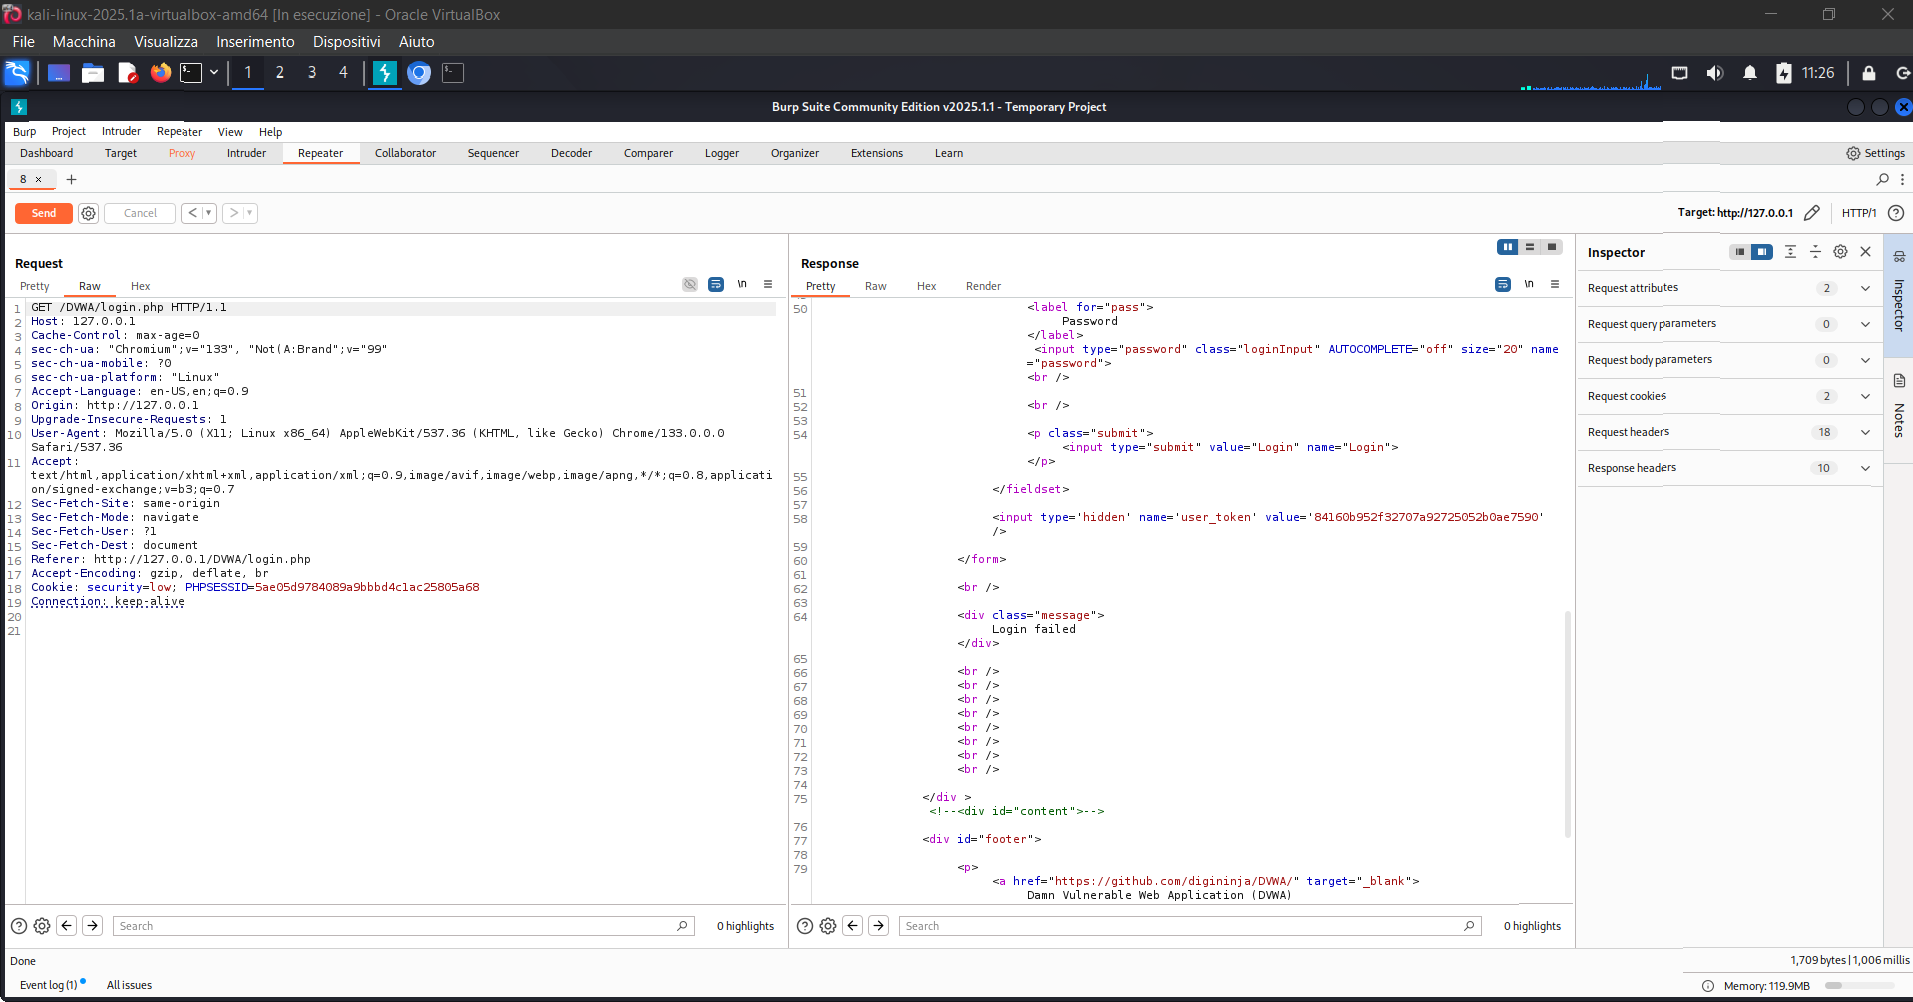 kali-linux-2025.1a-virtualbox-amd64 [In esecuzione] - Oracle VirtualBox
File Macchina Visualizza Inserimento Dispositivi Aiuto
1 2 3 4 11:26
Burp Suite Community Edition v2025.1.1 - Temporary Project
Burp Project Intruder Repeater View Help
Dashboard Target Proxy Intruder Repeater Collaborator Sequencer Decoder Comparer Logger Organizer Extensions Learn Settings
8 × +
Send Cancel < > Target: http://127.0.0.1 HTTP/1
Request
Pretty Raw Hex \n
1 GET /DVWA/login.php HTTP/1.1
2 Host: 127.0.0.1
3 Cache-Control: max-age=0
4 sec-ch-ua: "Chromium";v="133", "Not(A:Brand";v="99"
5 sec-ch-ua-mobile: ?0
6 sec-ch-ua-platform: "Linux"
7 Accept-Language: en-US,en;q=0.9
8 Origin: http://127.0.0.1
9 Upgrade-Insecure-Requests: 1
10 User-Agent: Mozilla/5.0 (X11; Linux x86_64) AppleWebKit/537.36 (KHTML, like Gecko) Chrome/133.0.0.0
Safari/537.36
11 Accept:
text/html,application/xhtml+xml,application/xml;q=0.9,image/avif,image/webp,image/apng,*/*;q=0.8,applicati
on/signed-exchange;v=b3;q=0.7
12 Sec-Fetch-Site: same-origin
13 Sec-Fetch-Mode: navigate
14 Sec-Fetch-User: ?1
15 Sec-Fetch-Dest: document
16 Referer: http://127.0.0.1/DVWA/login.php
17 Accept-Encoding: gzip, deflate, br
18 Cookie: security=low; PHPSESSID=5ae05d9784089a9bbbd4c1ac25805a68
19 Connection: keep-alive
20
21
Search 0 highlights
Response
Pretty Raw Hex Render \n
50 <label for="pass">
Password
</label>
<input type="password" class="loginInput" AUTOCOMPLETE="off" size="20" name
="password">
<br />
51
52 <br />
53
54 <p class="submit">
<input type="submit" value="Login" name="Login">
</p>
55
56 </fieldset>
57
58 <input type='hidden' name='user_token' value='84160b952f32707a92725052b0ae7590'
/>
59
60 </form>
61
62 <br />
63
64 <div class="message">
Login failed
</div>
65
66 <br />
67 <br />
68 <br />
69 <br />
70 <br />
71 <br />
72 <br />
73 <br />
74
75 </div >
<!--<div id="content">-->
76
77 <div id="footer">
78
79 <p>
<a href="https://github.com/digininja/DVWA/" target="_blank">
Damn Vulnerable Web Application (DVWA)
Search 0 highlights
Inspector
Request attributes 2
Request query parameters 0
Request body parameters 0
Request cookies 2
Request headers 18
Response headers 10
Inspector
Notes
Done 1,709 bytes | 1,006 millis
Event log (1) All issues Memory: 119.9MB